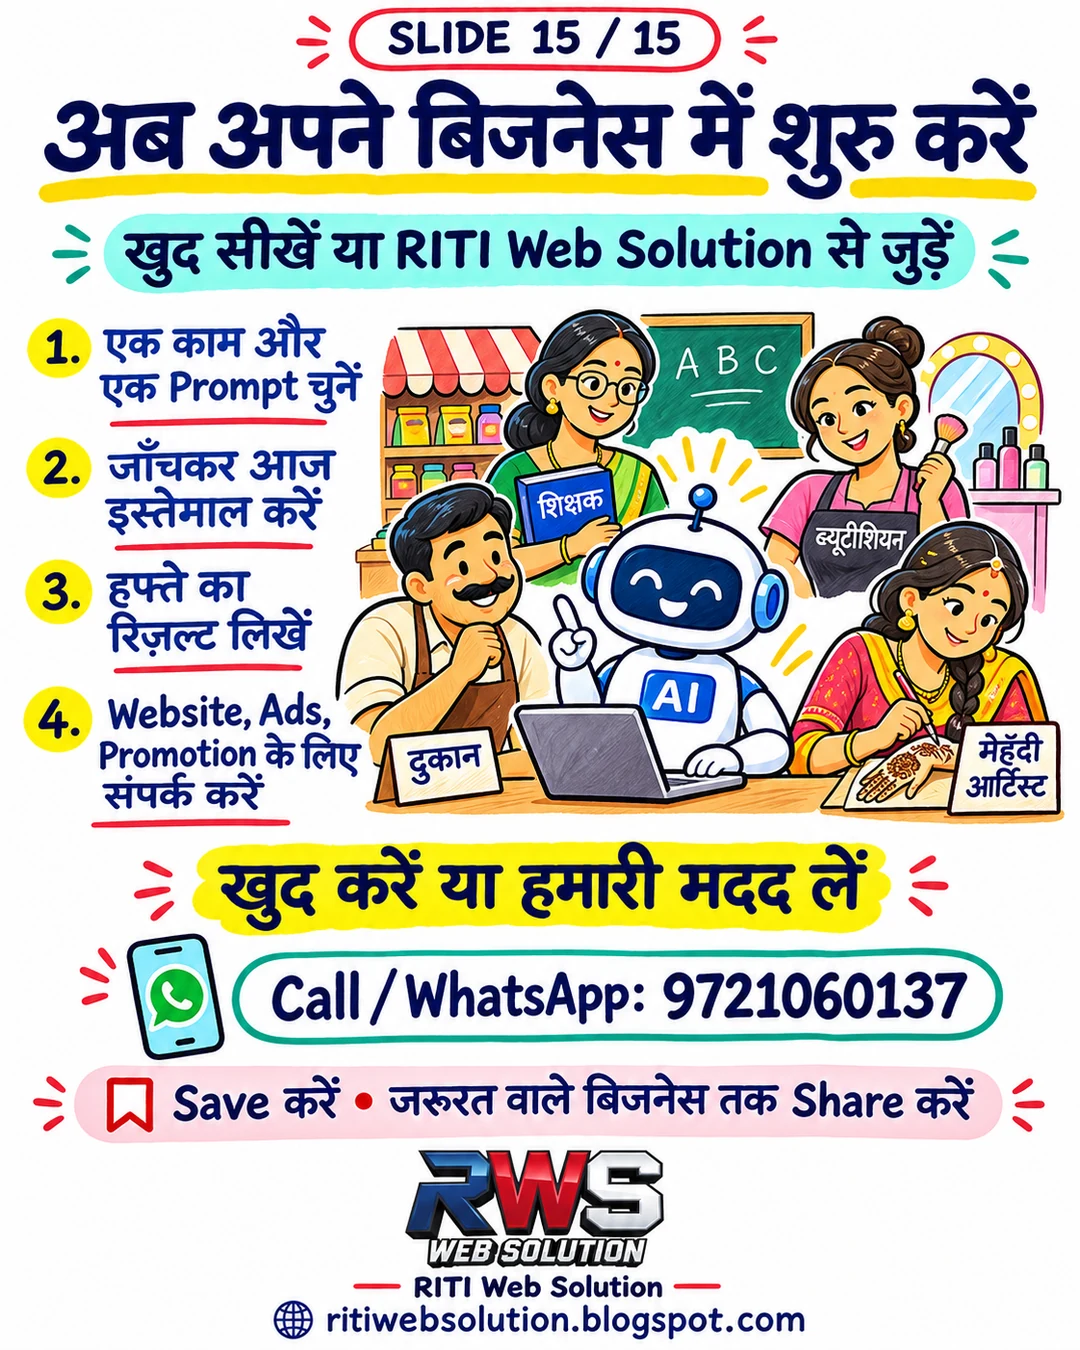 SLIDE 15 / 15
अब अपने बिजनेस में शुरु करें
खुद सीखें या RITI Web Solution से जुड़ें
1. एक काम और
एक Prompt चुनें
2. जाँचकर आज
इस्तेमाल करें
3. हफ्ते का
रिज़ल्ट लिखें
4. Website, Ads,
Promotion के लिए
संपर्क करें
A B C
शिक्षक
ब्यूटीशियन
AI
दुकान
मेहॅंदी
आर्टिस्ट
खुद करें या हमारी मदद लें
Call / WhatsApp: 9721060137
Save करें • जरूरत वाले बिजनेस तक Share करें
RWS
WEB SOLUTION
RITI Web Solution
ritiwebsolution.blogspot.com